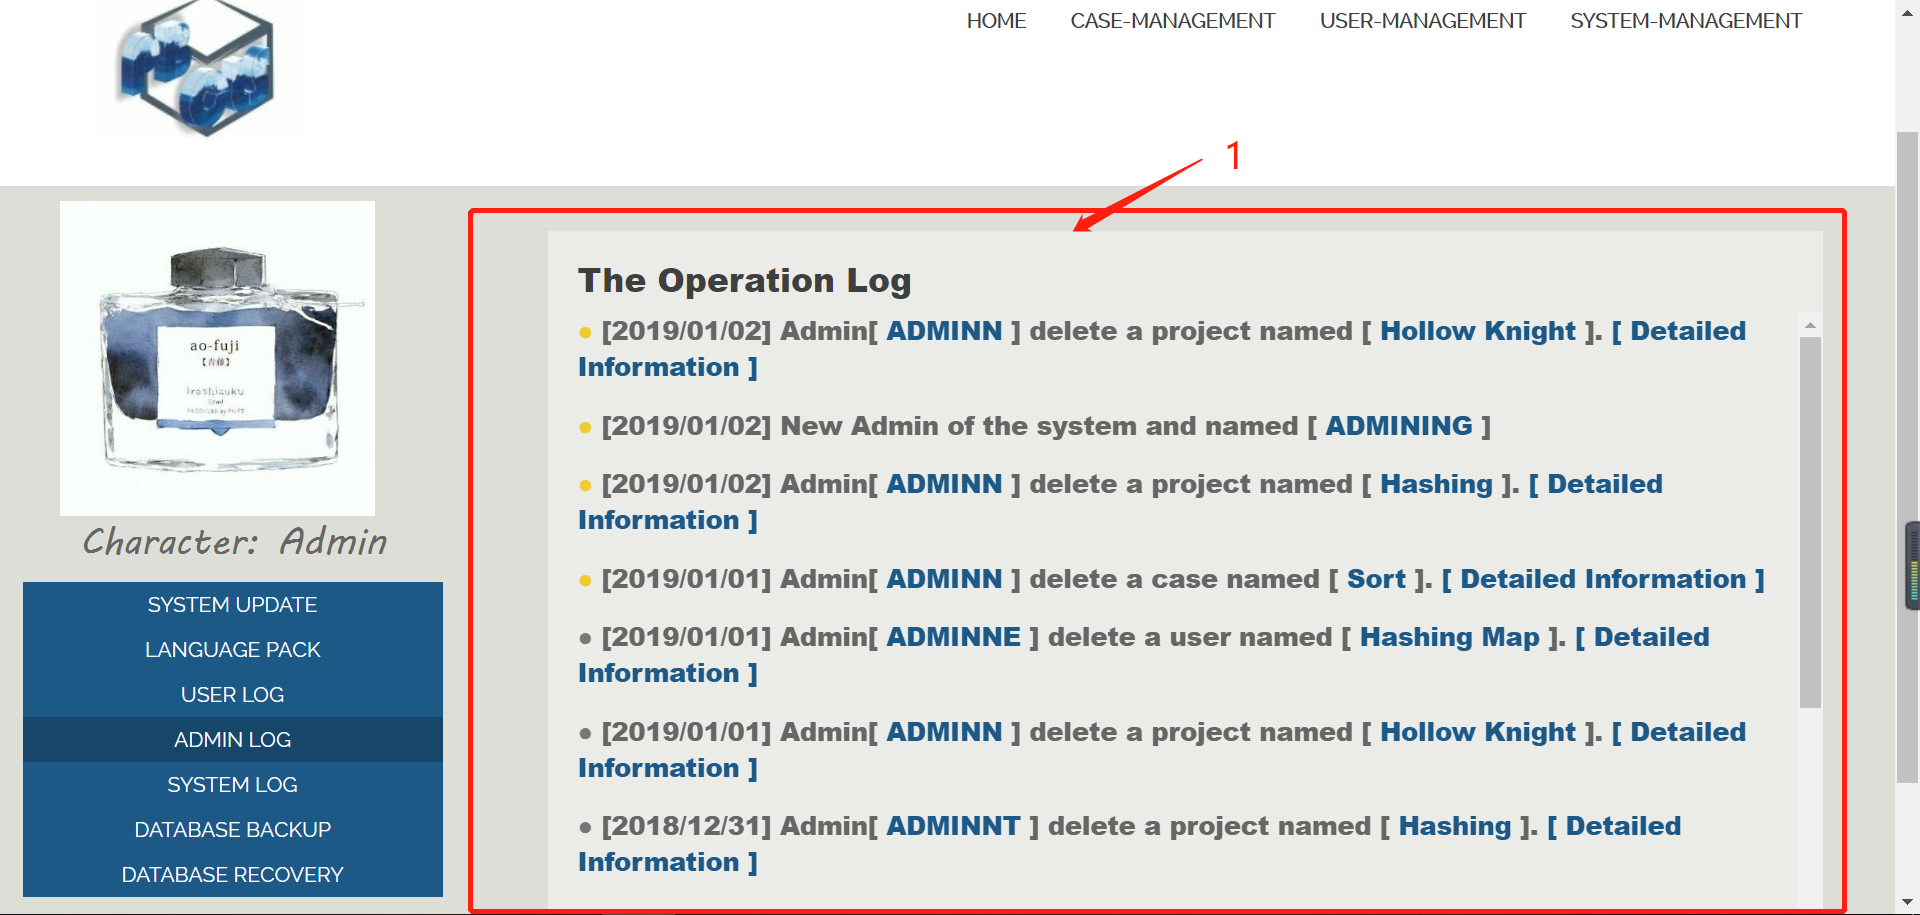 HOME CASE-MANAGEMENT USER-MANAGEMENT SYSTEM-MANAGEMENT
1
ao-fuji
iroshizuku
Character: Admin
SYSTEM UPDATE
LANGUAGE PACK
USER LOG
ADMIN LOG
SYSTEM LOG
DATABASE BACKUP
DATABASE RECOVERY
The Operation Log
● [2019/01/02] Admin[ ADMINN ] delete a project named [ Hollow Knight ]. [ Detailed
Information ]
● [2019/01/02] New Admin of the system and named [ ADMINING ]
● [2019/01/02] Admin[ ADMINN ] delete a project named [ Hashing ]. [ Detailed
Information ]
● [2019/01/01] Admin[ ADMINN ] delete a case named [ Sort ]. [ Detailed Information ]
● [2019/01/01] Admin[ ADMINNE ] delete a user named [ Hashing Map ]. [ Detailed
Information ]
● [2019/01/01] Admin[ ADMINN ] delete a project named [ Hollow Knight ]. [ Detailed
Information ]
● [2018/12/31] Admin[ ADMINNT ] delete a project named [ Hashing ]. [ Detailed
Information ]